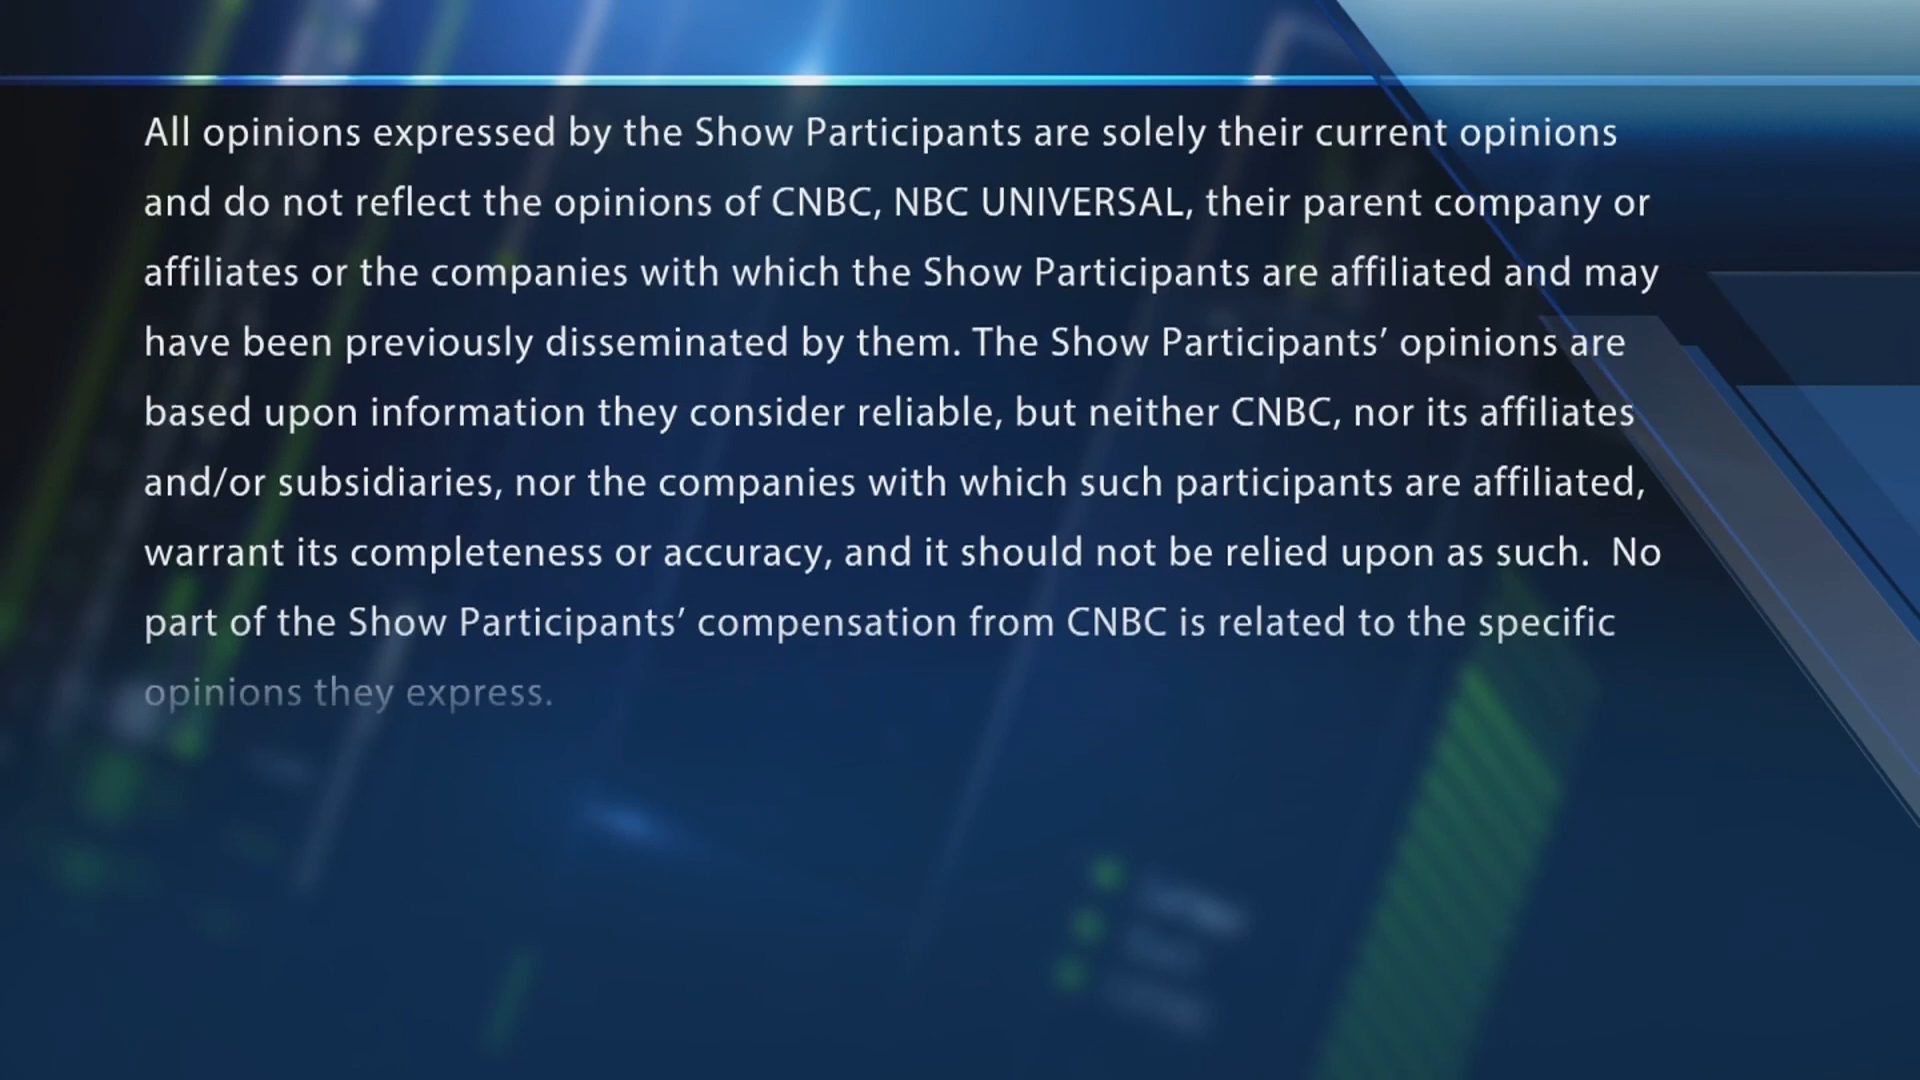 All opinions expressed by the Show Participants are solely their current opinions
and do not reflect the opinions of CNBC, NBC UNIVERSAL, their parent company or
affiliates or the companies with which the Show Participants are affiliated and may
have been previously disseminated by them. The Show Participants’ opinions are
based upon information they consider reliable, but neither CNBC, nor its affiliates
and/or subsidiaries, nor the companies with which such participants are affiliated,
warrant its completeness or accuracy, and it should not be relied upon as such.  No
part of the Show Participants’ compensation from CNBC is related to the specific
opinions they express.